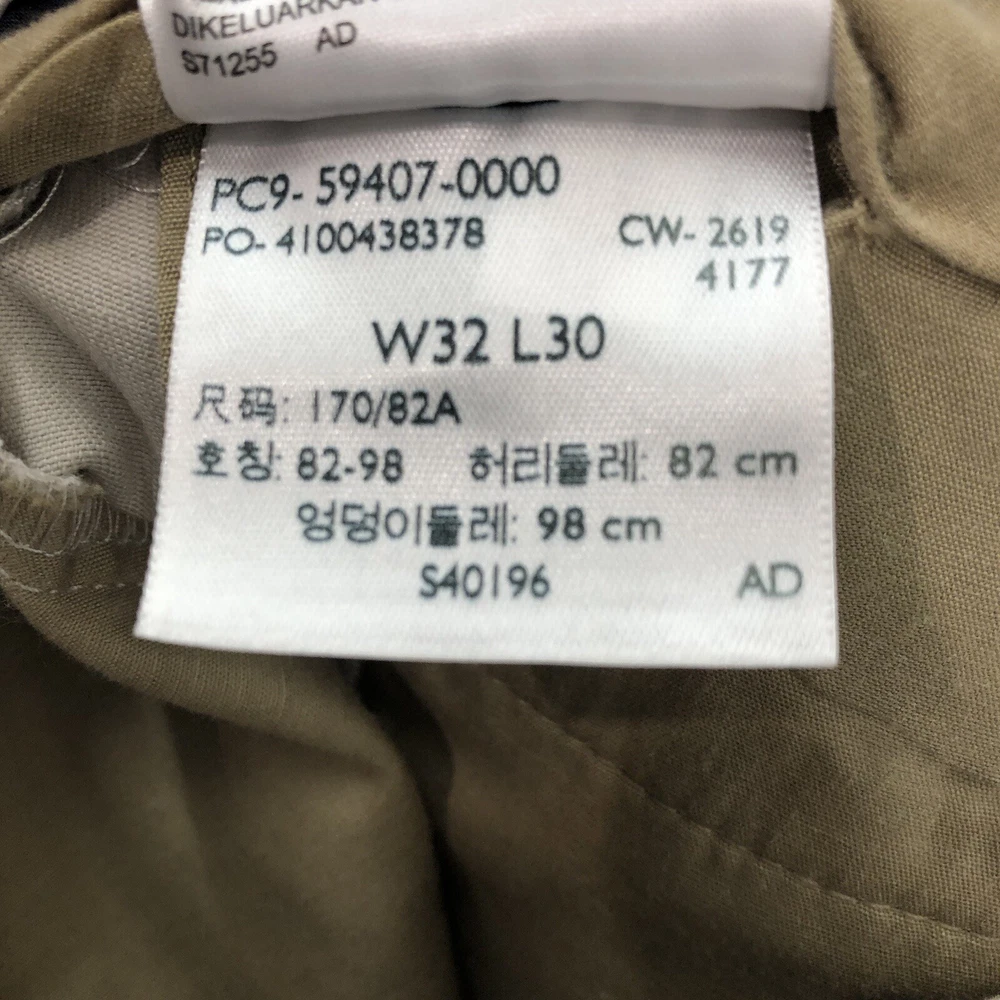 DIKELUARKAN
S71255 AD
PC9- 59407-0000
PO- 4100438378 CW- 2619
4177
W32 L30
尺码: 170/82A
호칭: 82-98 허리둘레: 82 cm
엉덩이둘레: 98 cm
S40196 AD